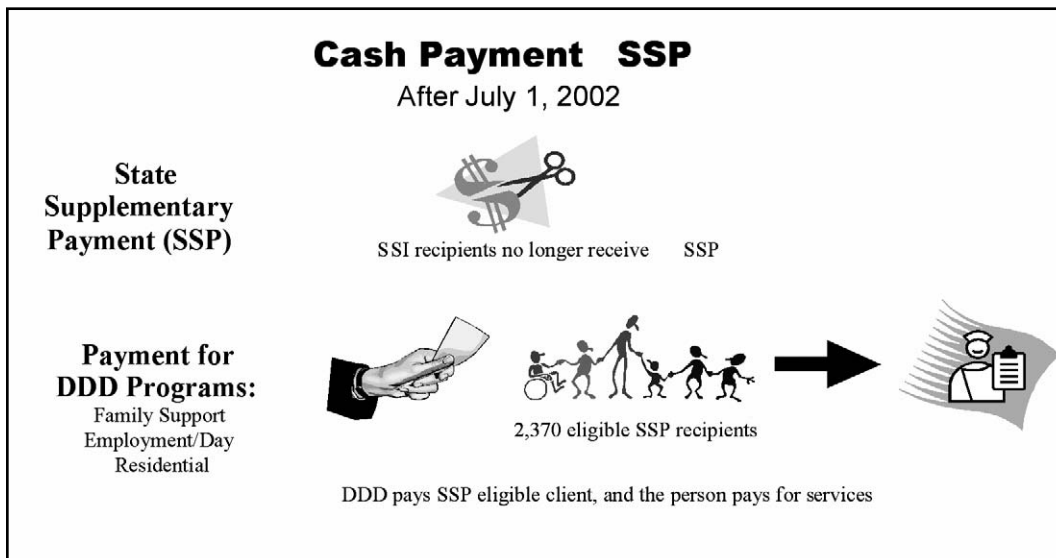 Cash Payment SSP
After July 1, 2002
State
Supplementary
Payment (SSP)
SSI recipients no longer receive SSP
Payment for
DDD Programs:
Family Support
Employment/Day
Residential
2,370 eligible SSP recipients
DDD pays SSP eligible client, and the person pays for services